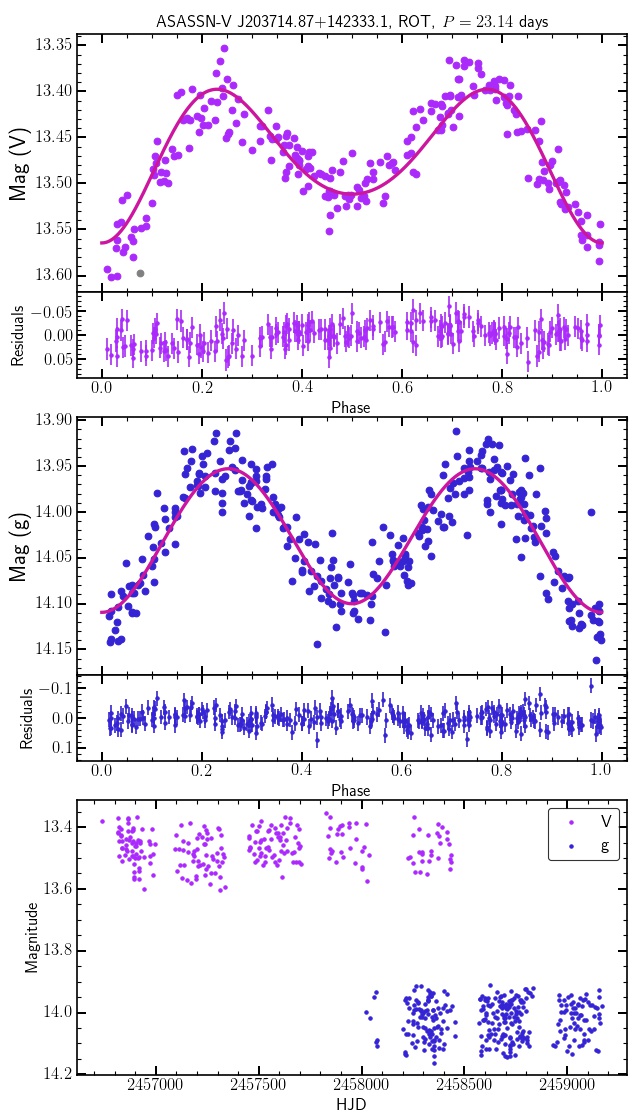 ASASSN-V J203714.87+142333.1, ROT, P = 23.14 days
13.35
13.40
13.45
13.50
13.55
13.60
Mag (V)
−0.05
0.00
0.05
Residuals
0.0 0.2 0.4 0.6 0.8 1.0
Phase
13.90
13.95
14.00
14.05
14.10
14.15
Mag (g)
−0.1
0.0
0.1
Residuals
0.0 0.2 0.4 0.6 0.8 1.0
Phase
V
g
13.4
13.6
13.8
14.0
14.2
Magnitude
2457000 2457500 2458000 2458500 2459000
HJD